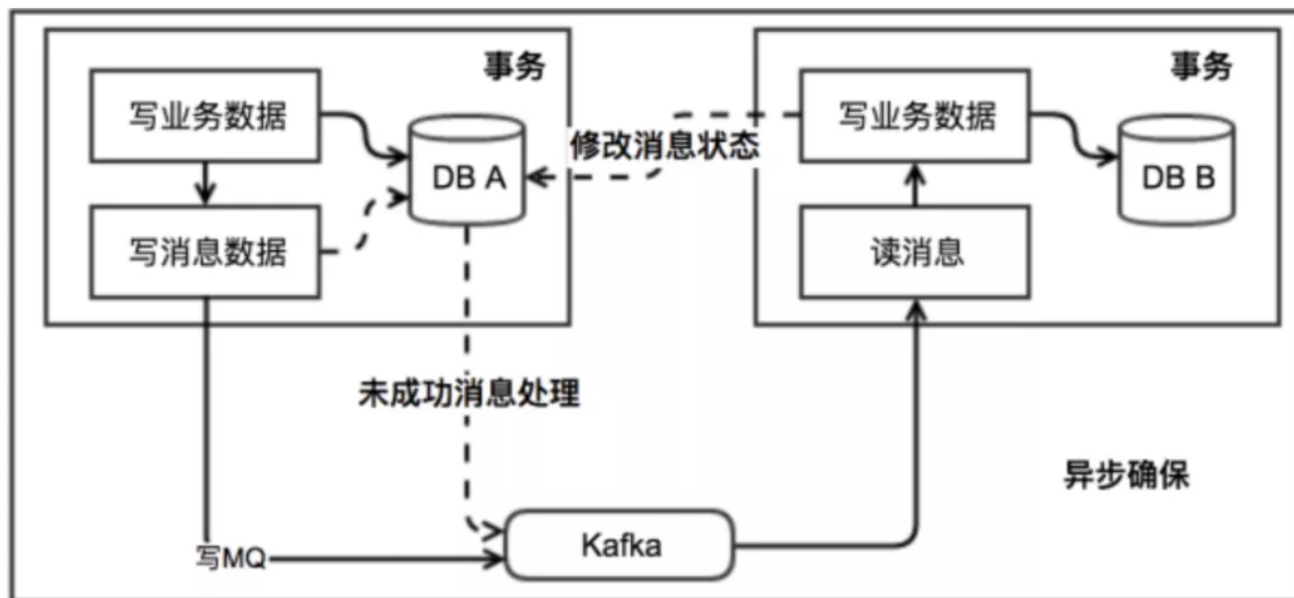 事务
写业务数据
DB A
写消息数据
修改消息状态
事务
写业务数据
DB B
读消息
未成功消息处理
异步确保
写MQ
Kafka